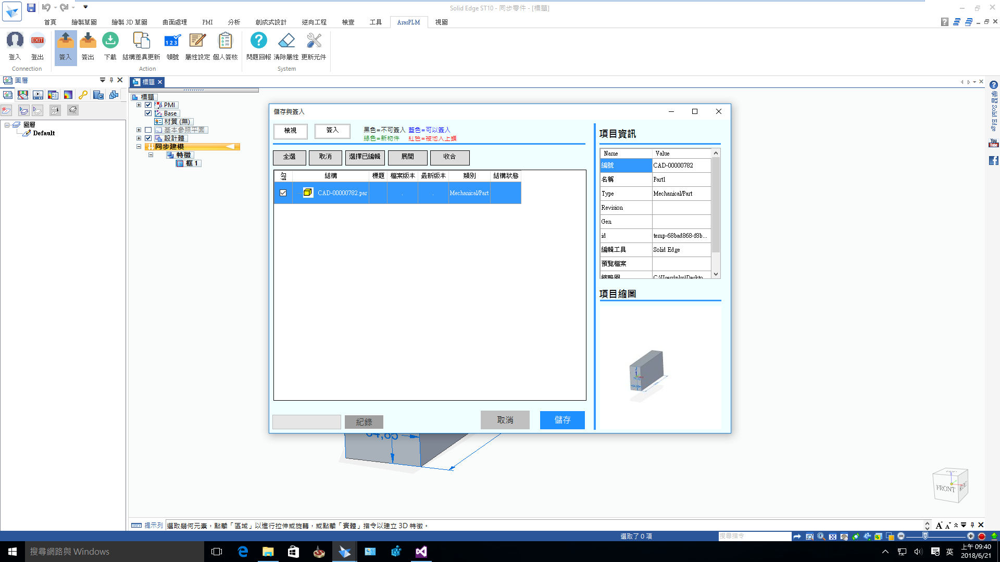 Solid Edge ST10 - 同步零件 - [標題]
首頁 繪製草圖 繪製 3D 草圖 曲面處理 PMI 分析 創成式設計 逆向工程 檢查 工具 ArasPLM 視圖
EXIT
1 2 3
登入 登出 簽入 簽出 下載 結構差異更新 領號 屬性設定 個人簽核 問題回報 清除屬性 更新元件
Connection Action System
圖層
標題
圖層
Default
標題
PMI
Base
材質 (無)
基本參照平面
設計體
同步建模
特徵
框 1
儲存與簽入
檢視 簽入
黑色=不可簽入 藍色=可以簽入
綠色=新物件 紅色=被他人上鎖
全選 取消 選擇已編輯 展開 收合
勾選 結構 標題 檔案版本 最新版本 類別 結構狀態
CAD-00000782.par . . Mechanical/Part
紀錄 取消 儲存
項目資訊
Name Value
編號 CAD-00000782
名稱 Part1
Type Mechanical/Part
Revision
Gen
id temp-68bad868-f8b...
編輯工具 Solid Edge
預覽檔案
縮略圖 C:\Users\plm\Deskto...
項目縮圖
64,65
FRONT
學習 Solid Edge
You Tube
提示列 選取幾何元素，點擊「區域」以進行拉伸或旋轉，或點擊「實體」指令以建立 3D 特徵。
選取了 0 項 搜尋指令
搜尋網路與 Windows
英
上午 09:40
2018/6/21